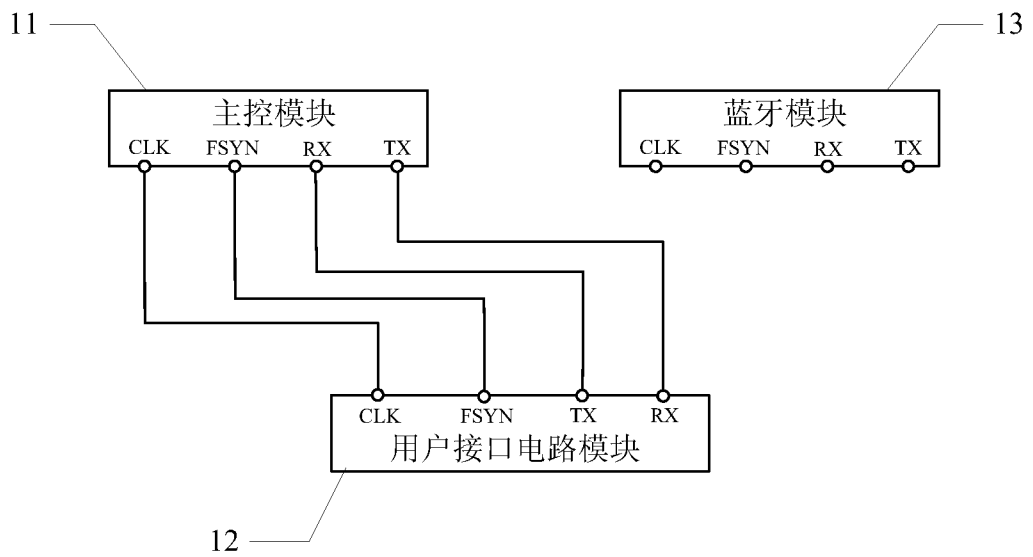 11
13
主控模块
蓝牙模块
CLK FSYN RX TX
CLK FSYN RX TX
CLK FSYN TX RX
用户接口电路模块
12